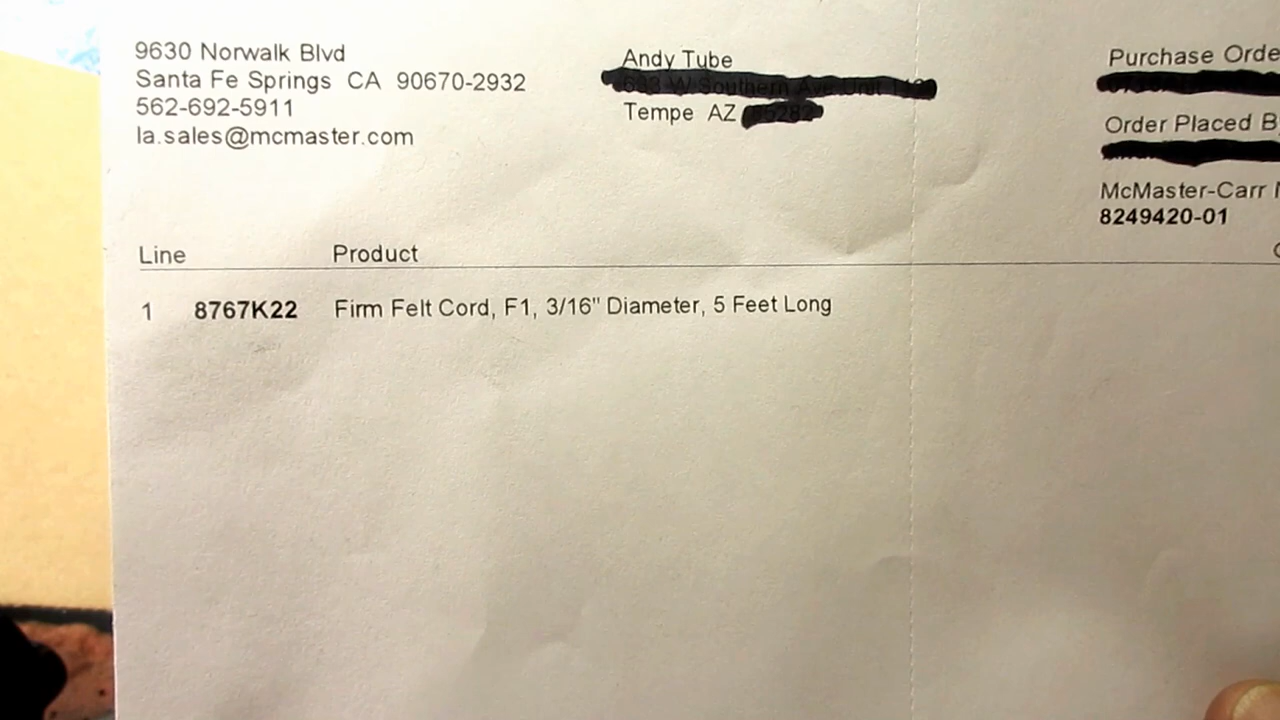 9630 Norwalk Blvd
Santa Fe Springs CA 90670-2932
562-692-5911
la.sales@mcmaster.com
Andy Tube
Tempe AZ
Purchase Orde
Order Placed B
McMaster-Carr
8249420-01
Line Product
1 8767K22 Firm Felt Cord, F1, 3/16" Diameter, 5 Feet Long